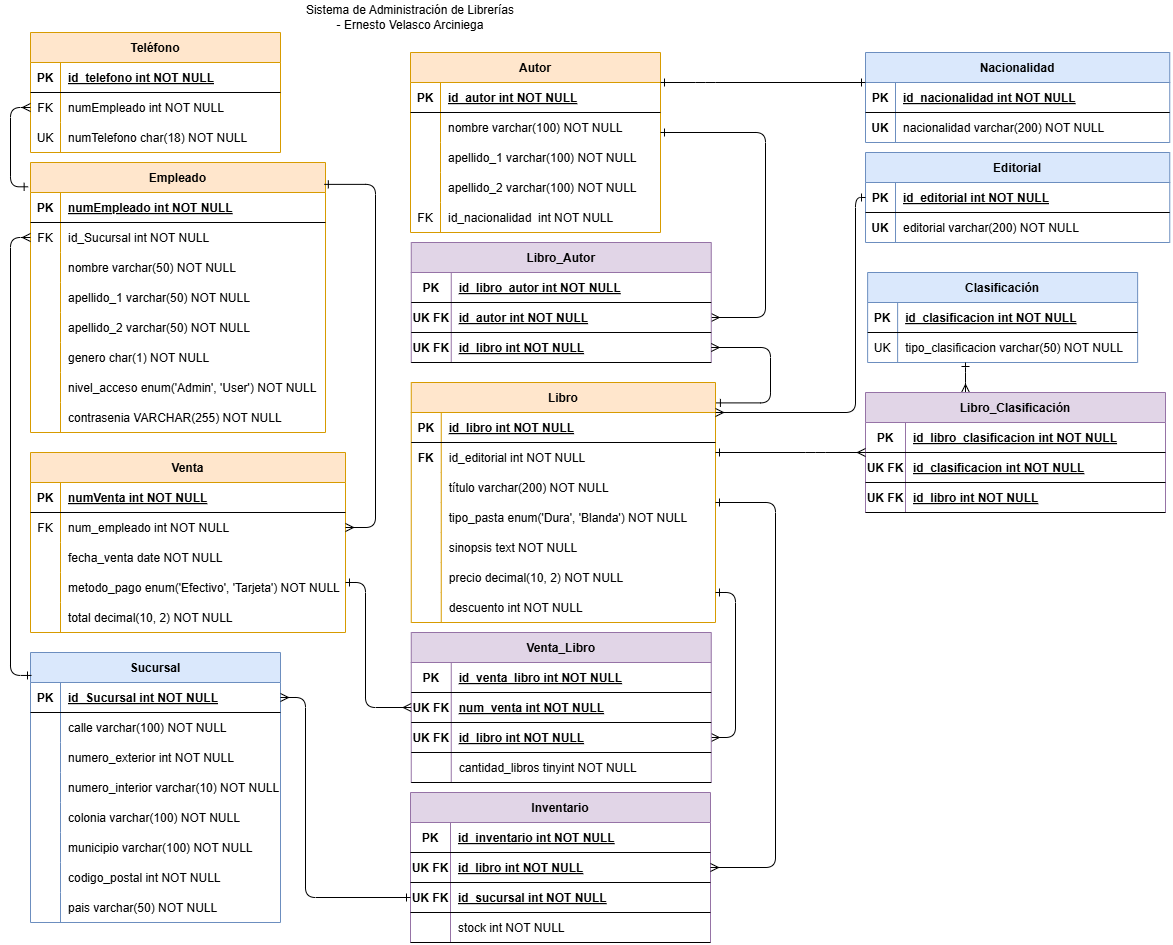 Sistema de Administración de Librerías
- Ernesto Velasco Arciniega
Teléfono
PK id_telefono int NOT NULL
FK numEmpleado int NOT NULL
UK numTelefono char(18) NOT NULL
Empleado
PK numEmpleado int NOT NULL
FK id_Sucursal int NOT NULL
nombre varchar(50) NOT NULL
apellido_1 varchar(50) NOT NULL
apellido_2 varchar(50) NOT NULL
genero char(1) NOT NULL
nivel_acceso enum('Admin', 'User') NOT NULL
contrasenia VARCHAR(255) NOT NULL
Venta
PK numVenta int NOT NULL
FK num_empleado int NOT NULL
fecha_venta date NOT NULL
metodo_pago enum('Efectivo', 'Tarjeta') NOT NULL
total decimal(10, 2) NOT NULL
Sucursal
PK id_Sucursal int NOT NULL
calle varchar(100) NOT NULL
numero_exterior int NOT NULL
numero_interior varchar(10) NOT NULL
colonia varchar(100) NOT NULL
municipio varchar(100) NOT NULL
codigo_postal int NOT NULL
pais varchar(50) NOT NULL
Autor
PK id_autor int NOT NULL
nombre varchar(100) NOT NULL
apellido_1 varchar(100) NOT NULL
apellido_2 varchar(100) NOT NULL
FK id_nacionalidad int NOT NULL
Libro_Autor
PK id_libro_autor int NOT NULL
UK FK id_autor int NOT NULL
UK FK id_libro int NOT NULL
Libro
PK id_libro int NOT NULL
FK id_editorial int NOT NULL
título varchar(200) NOT NULL
tipo_pasta enum('Dura', 'Blanda') NOT NULL
sinopsis text NOT NULL
precio decimal(10, 2) NOT NULL
descuento int NOT NULL
Venta_Libro
PK id_venta_libro int NOT NULL
UK FK num_venta int NOT NULL
UK FK id_libro int NOT NULL
cantidad_libros tinyint NOT NULL
Inventario
PK id_inventario int NOT NULL
UK FK id_libro int NOT NULL
UK FK id_sucursal int NOT NULL
stock int NOT NULL
Nacionalidad
PK id_nacionalidad int NOT NULL
UK nacionalidad varchar(200) NOT NULL
Editorial
PK id_editorial int NOT NULL
UK editorial varchar(200) NOT NULL
Clasificación
PK id_clasificacion int NOT NULL
UK tipo_clasificacion varchar(50) NOT NULL
Libro_Clasificación
PK id_libro_clasificacion int NOT NULL
UK FK id_clasificacion int NOT NULL
UK FK id_libro int NOT NULL